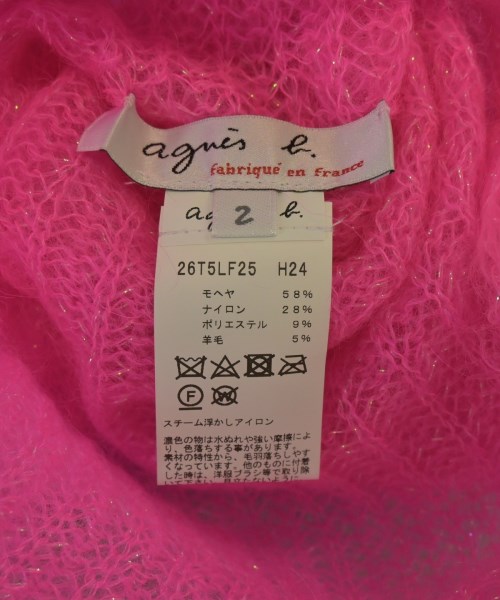 agnès b.
fabriqué en france
agnès b.
2
26T5LF25 H24
モヘヤ 58%
ナイロン 28%
ポリエステル 9%
羊毛 5%
F W
スチーム浮かしアイロン
濃色の物は水ぬれや強い摩擦によ
り、色落ちする事があります。
素材の特性から、毛羽落ちしやす
くなっています。他のものに付着
した時は、洋服ブラシ等で取り除